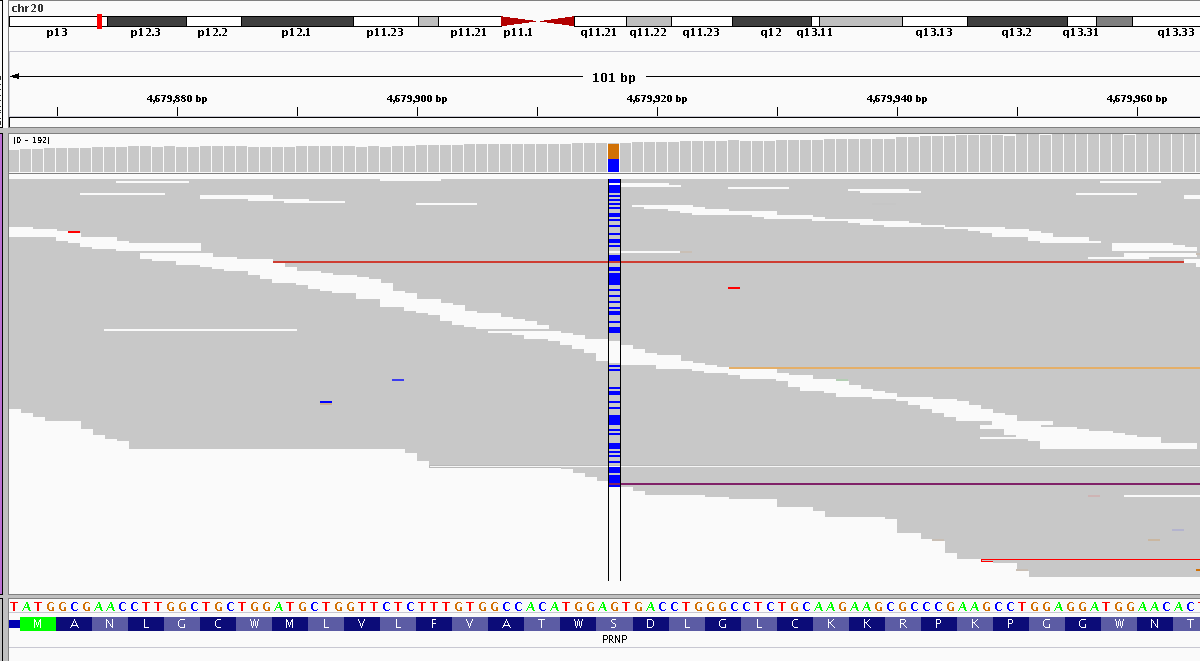 chr20
p13 p12.3 p12.2 p12.1 p11.23 p11.21 p11.1 q11.21 q11.22 q11.23 q12 q13.11 q13.13 q13.2 q13.31 q13.33
101 bp
4,679,880 bp 4,679,900 bp 4,679,920 bp 4,679,940 bp 4,679,960 bp
[0 - 192]
TATGGCGAACCTTGGCTGCTGGATGCTGGTTCTCTTTGTGGCCACATGGAGTGACCTGGGCCTCTGCAAGAAGCGCCCGAAGCCTGGAGGATGGAACACT
M A N L G C W M L V L F V A T W S D L G L C K K R P K P G G W N T
PRNP